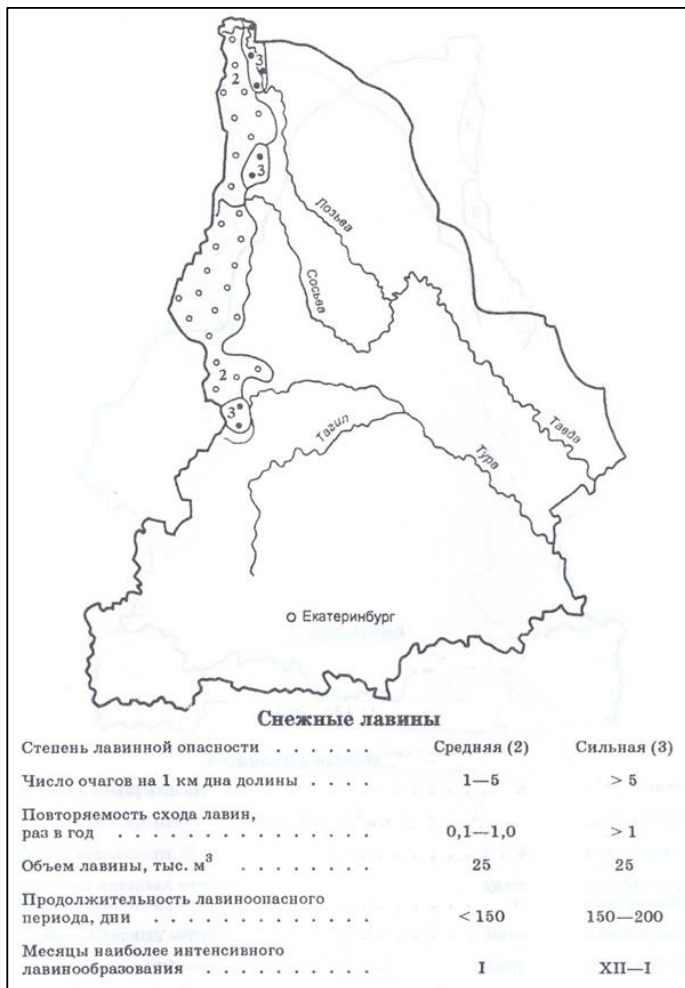 3
2
3
Лозьва
Сосьва
2
3
Тагил
Тура
Тавда
Екатеринбург
Снежные лавины
Степень лавинной опасности . . . . . . Средняя (2) Сильная (3)
Число очагов на 1 км дна долины . . . . 1—5 > 5
Повторяемость схода лавин,
раз в год . . . . . . . . . . . . . . . 0,1—1,0 > 1
Объем лавины, тыс. м³ . . . . . . . . 25 25
Продолжительность лавиноопасного
периода, дни . . . . . . . . . . . . . < 150 150—200
Месяцы наиболее интенсивного
лавинообразования . . . . . . . . . . I XII—I